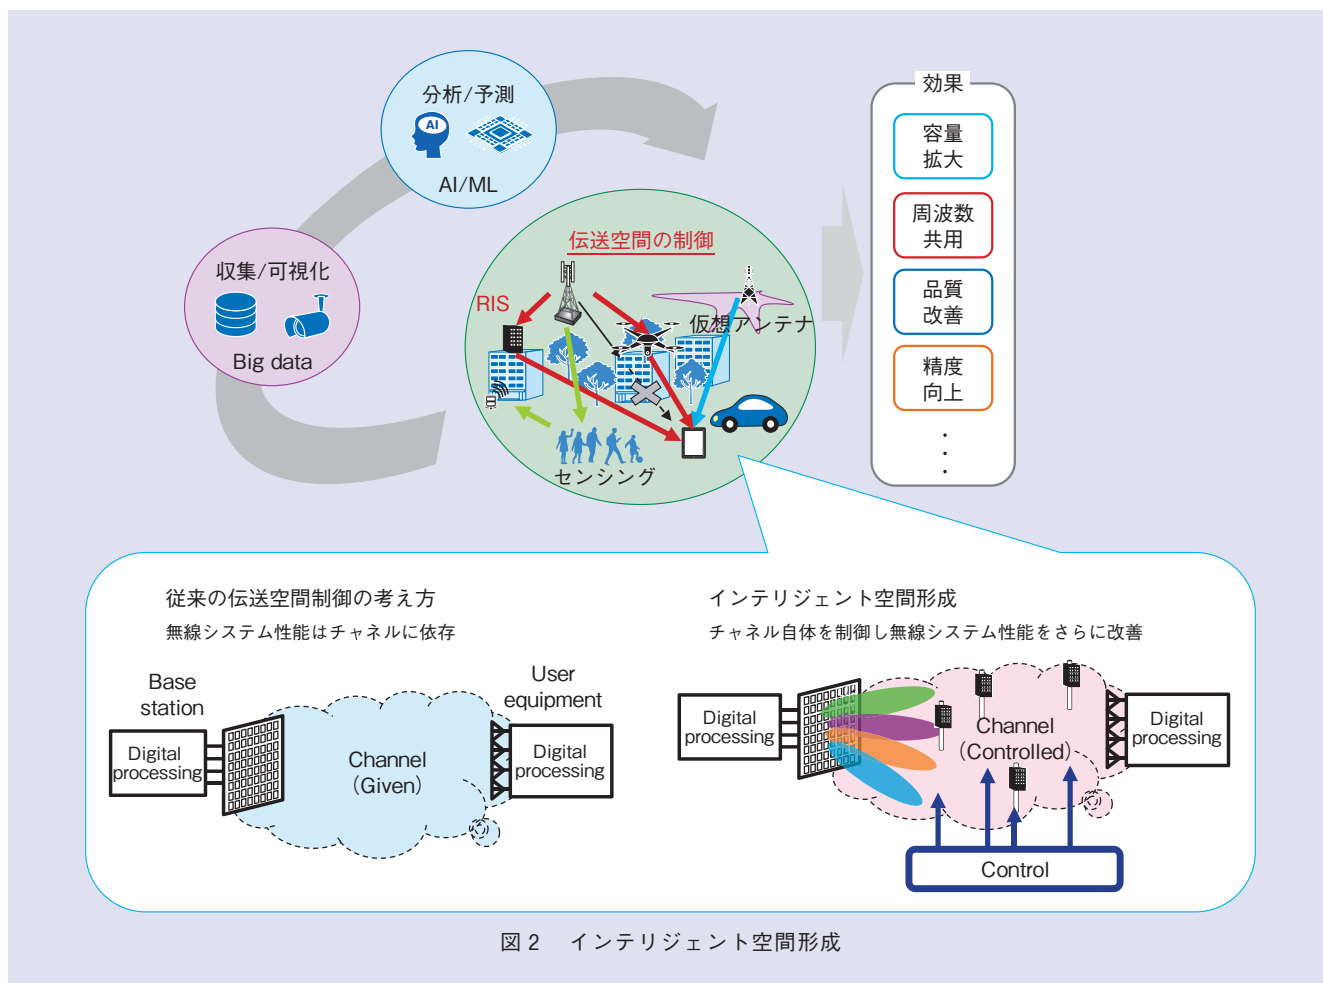 分析/予測
AI
AI/ML
収集/可視化
Big data
伝送空間の制御
RIS
仮想アンテナ
センシング
効果
容量
拡大
周波数
共用
品質
改善
精度
向上
・
・
・
従来の伝送空間制御の考え方
無線システム性能はチャネルに依存
Base
station
User
equipment
Digital
processing
Channel
（Given）
Digital
processing
インテリジェント空間形成
チャネル自体を制御し無線システム性能をさらに改善
Digital
processing
Channel
（Controlled）
Digital
processing
Control
図 2　インテリジェント空間形成